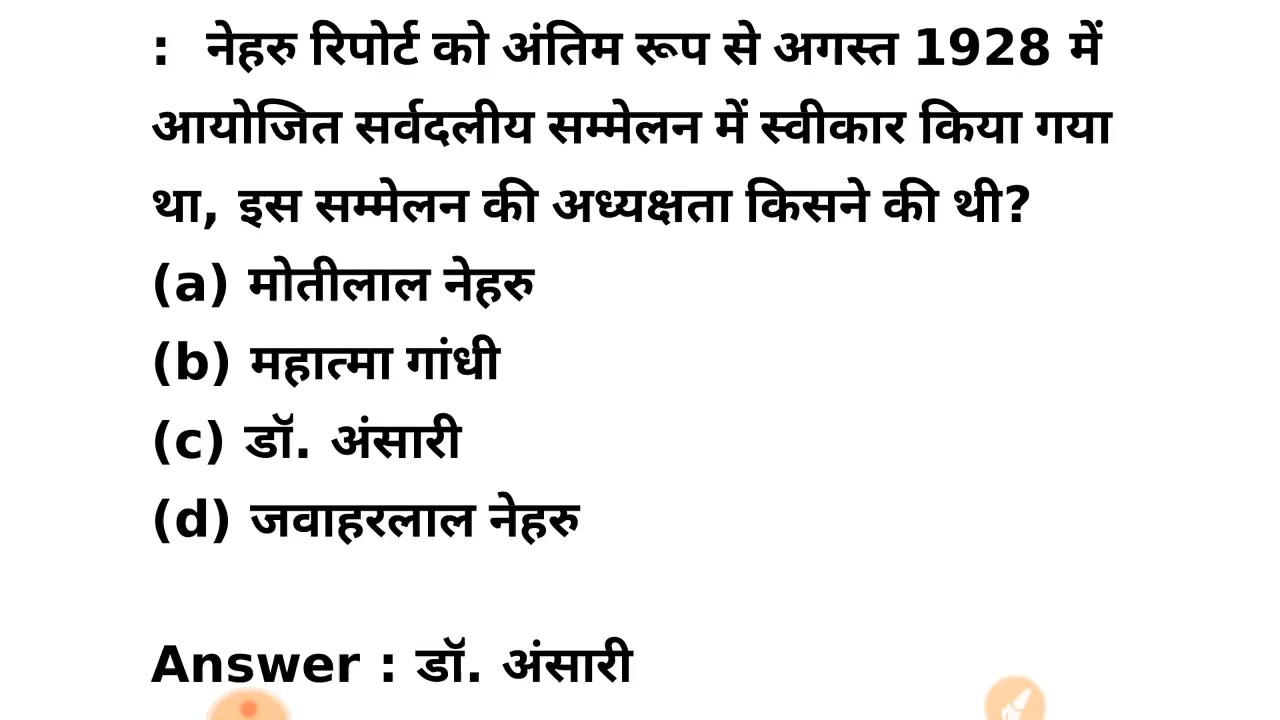 : नेहरु रिपोर्ट को अंतिम रूप से अगस्त 1928 में
आयोजित सर्वदलीय सम्मेलन में स्वीकार किया गया
था, इस सम्मेलन की अध्यक्षता किसने की थी?
(a) मोतीलाल नेहरु
(b) महात्मा गांधी
(c) डॉ. अंसारी
(d) जवाहरलाल नेहरु
Answer : डॉ. अंसारी